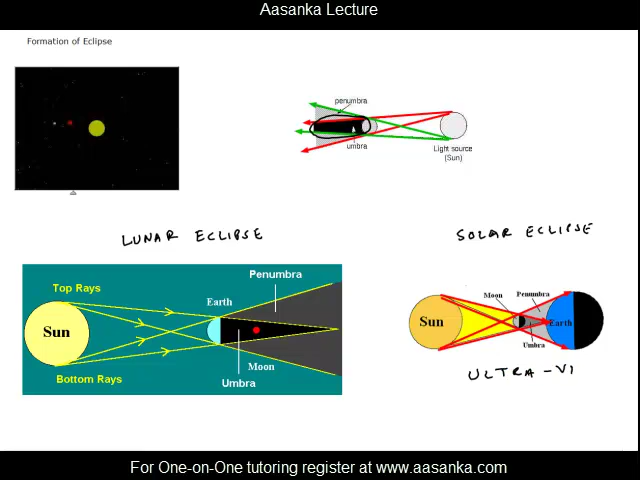 Aasanka Lecture
Formation of Eclipse
penumbra
umbra
Light source
(Sun)
LUNAR ECLIPSE
SOLAR ECLIPSE
Top Rays
Penumbra
Earth
Sun
Moon
Bottom Rays
Umbra
Moon
Penumbra
Sun
Earth
Umbra
ULTRA-VI
For One-on-One tutoring register at www.aasanka.com